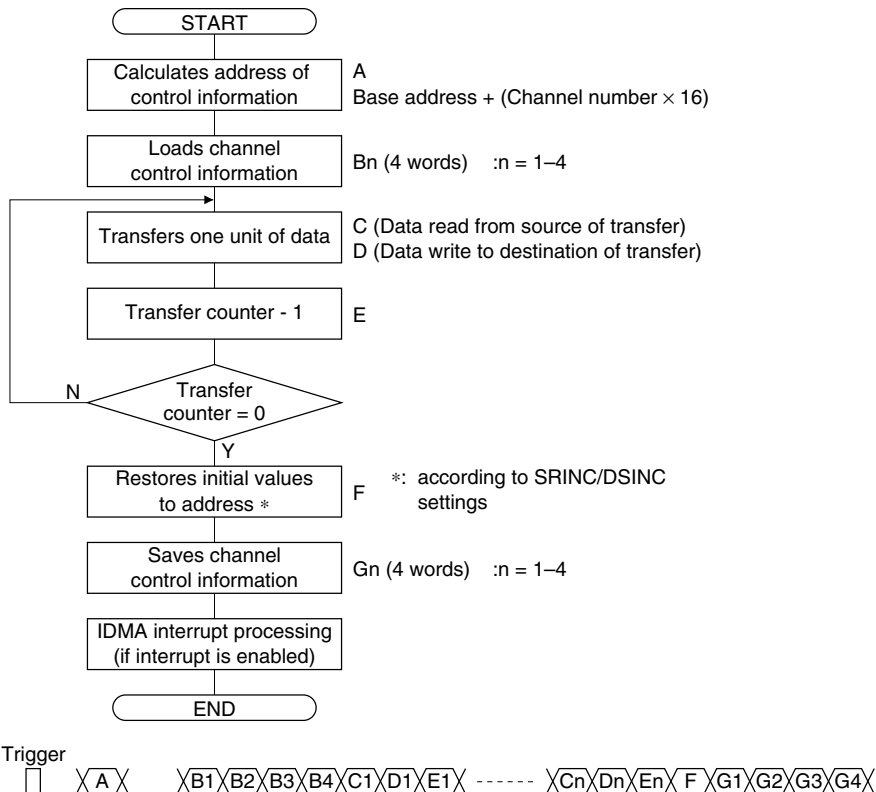 START
Calculates address of
control information
A
Base address + (Channel number × 16)
Loads channel
control information
Bn (4 words) :n = 1–4
Transfers one unit of data
C (Data read from source of transfer)
D (Data write to destination of transfer)
Transfer counter - 1
E
N
Transfer
counter = 0
Y
Restores initial values
to address *
F
*: according to SRINC/DSINC
settings
Saves channel
control information
Gn (4 words) :n = 1–4
IDMA interrupt processing
(if interrupt is enabled)
END
Trigger
A B1 B2 B3 B4 C1 D1 E1 ------ Cn Dn En F G1 G2 G3 G4